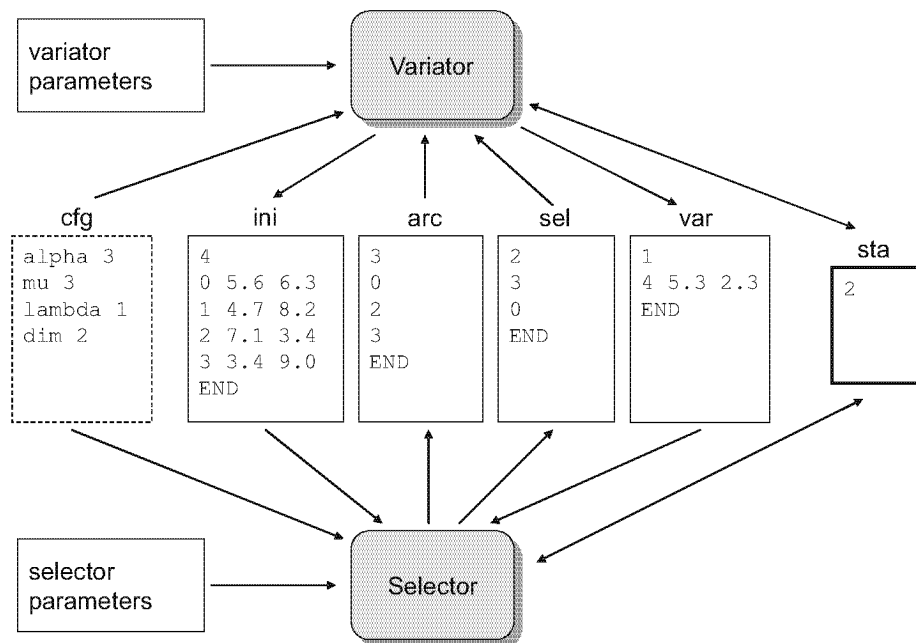 variator
parameters
Variator
cfg
ini
arc
sel
var
sta
alpha 3
mu 3
lambda 1
dim 2
4
0 5.6 6.3
1 4.7 8.2
2 7.1 3.4
3 3.4 9.0
END
3
0
2
3
END
2
3
0
END
1
4 5.3 2.3
END
2
selector
parameters
Selector